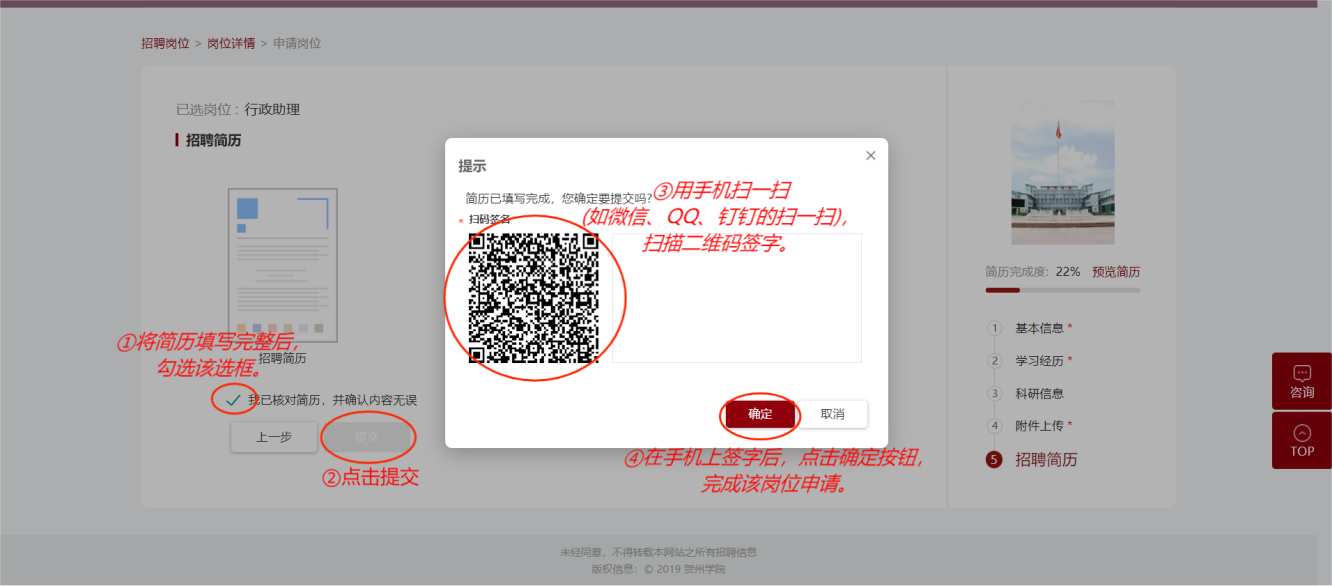 招聘岗位 > 岗位详情 > 申请岗位
已选岗位：行政助理
招聘简历
①将简历填写完整后，
勾选该选框。
招聘简历
我已核对简历，并确认内容无误
上一步
提交
②点击提交
提示
简历已填写完成，您确定要提交吗?
* 扫码签名
③用手机扫一扫
(如微信、QQ、钉钉的扫一扫)，
扫描二维码签字。
确定
取消
④在手机上签字后，点击确定按钮，
完成该岗位申请。
简历完成度: 22% 预览简历
1 基本信息 *
2 学习经历 *
3 科研信息
4 附件上传 *
5 招聘简历
咨询
TOP
未经同意，不得转载本网站之所有招聘信息
版权信息：© 2019 贺州学院